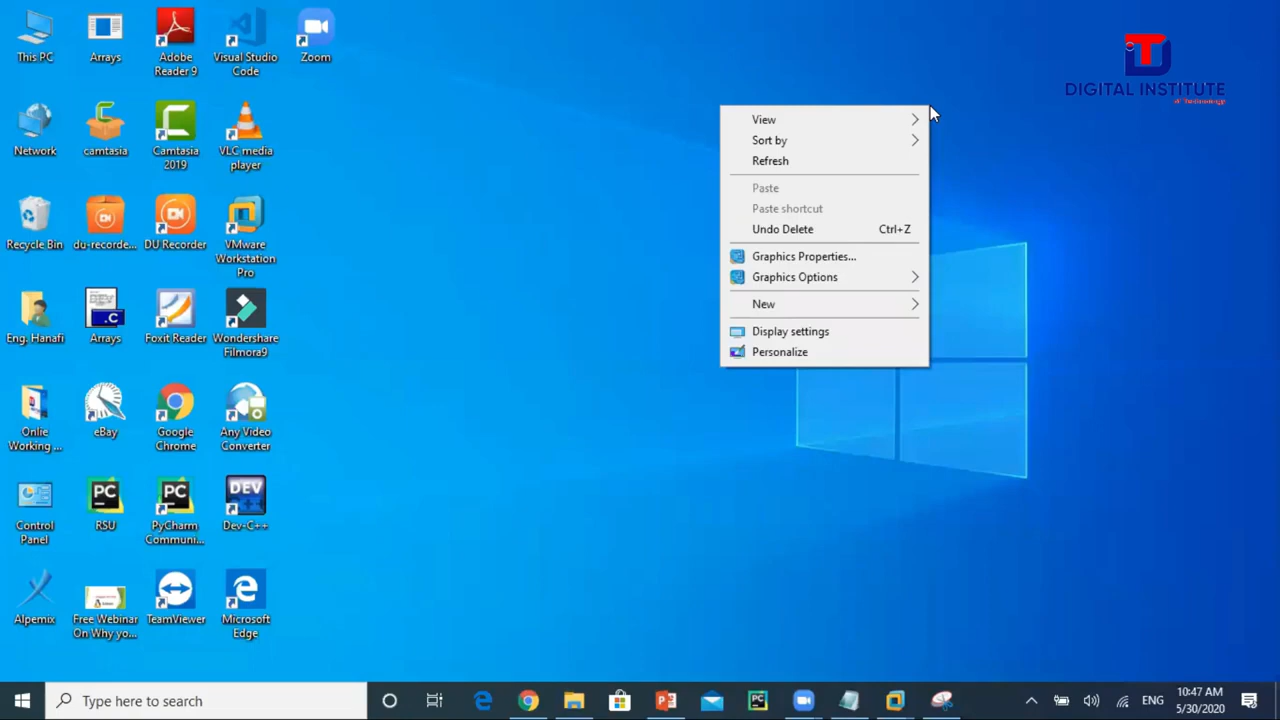 This PC
Arrays
Adobe
Reader 9
Visual Studio
Code
Zoom
DIGITAL INSTITUTE
of Technology
Network
camtasia
Camtasia
2019
VLC media
player
Recycle Bin
du-recorde...
DU Recorder
VMware
Workstation
Pro
Eng. Hanafi
.C
Arrays
Foxit Reader
Wondershare
Filmora9
Onlie
Working ...
eBay
Google
Chrome
Any Video
Converter
Control
Panel
PC
RSU
PC
PyCharm
Communi...
DEV
Dev-C++
Alpemix
Free Webinar
On Why yo...
TeamViewer
Microsoft
Edge
View
Sort by
Refresh
Paste
Paste shortcut
Undo Delete Ctrl+Z
Graphics Properties...
Graphics Options
New
Display settings
Personalize
Type here to search
ENG
10:47 AM
5/30/2020